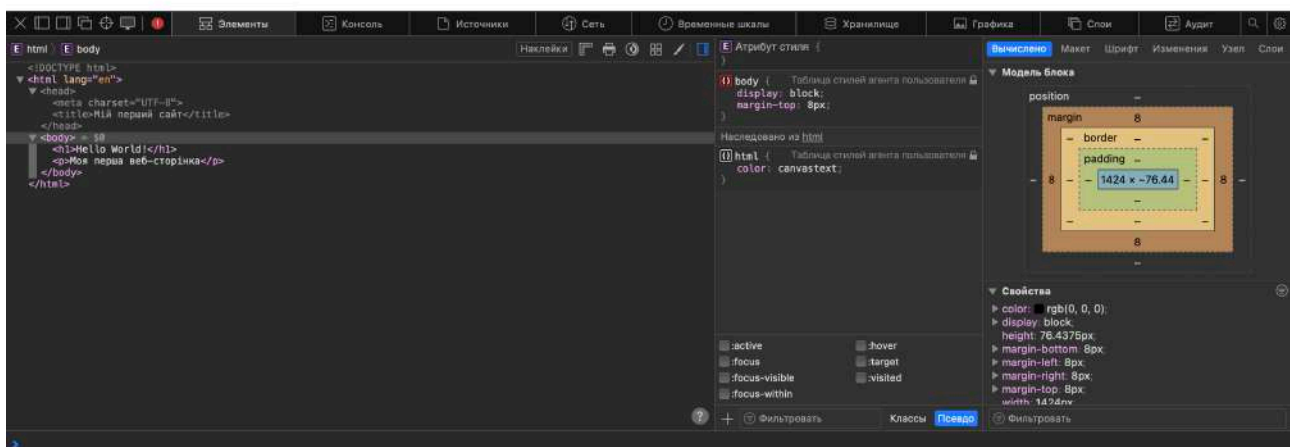 Элементы
Консоль
Источники
Сеть
Временные шкалы
Хранилище
Графика
Слои
Аудит
E html E body
Наклейки
<!DOCTYPE html>
<html lang="en">
<head>
<meta charset="UTF-8">
<title>Мій перший сайт</title>
</head>
<body> = $0
<h1>Hello World!</h1>
<p>Моя перша веб-сторінка</p>
</body>
</html>
E Атрибут стиля {
}
body { Таблица стилей агента пользователя
display: block;
margin-top: 8px;
}
Наследовано из html
html { Таблица стилей агента пользователя
color: canvastext;
}
:active :hover
:focus :target
:focus-visible :visited
:focus-within
? + Фильтровать Классы Псевдо
Вычислено Макет Шрифт Изменения Узел Слои
Модель блока
position –
margin 8
– border –
padding –
– 8 – – 1424 × ~76.44 – – 8 –
–
– – –
8
–
Свойства
color: rgb(0, 0, 0);
display: block;
height: 76.4375px;
margin-bottom: 8px;
margin-left: 8px;
margin-right: 8px;
margin-top: 8px;
width: 1424px;
Фильтровать